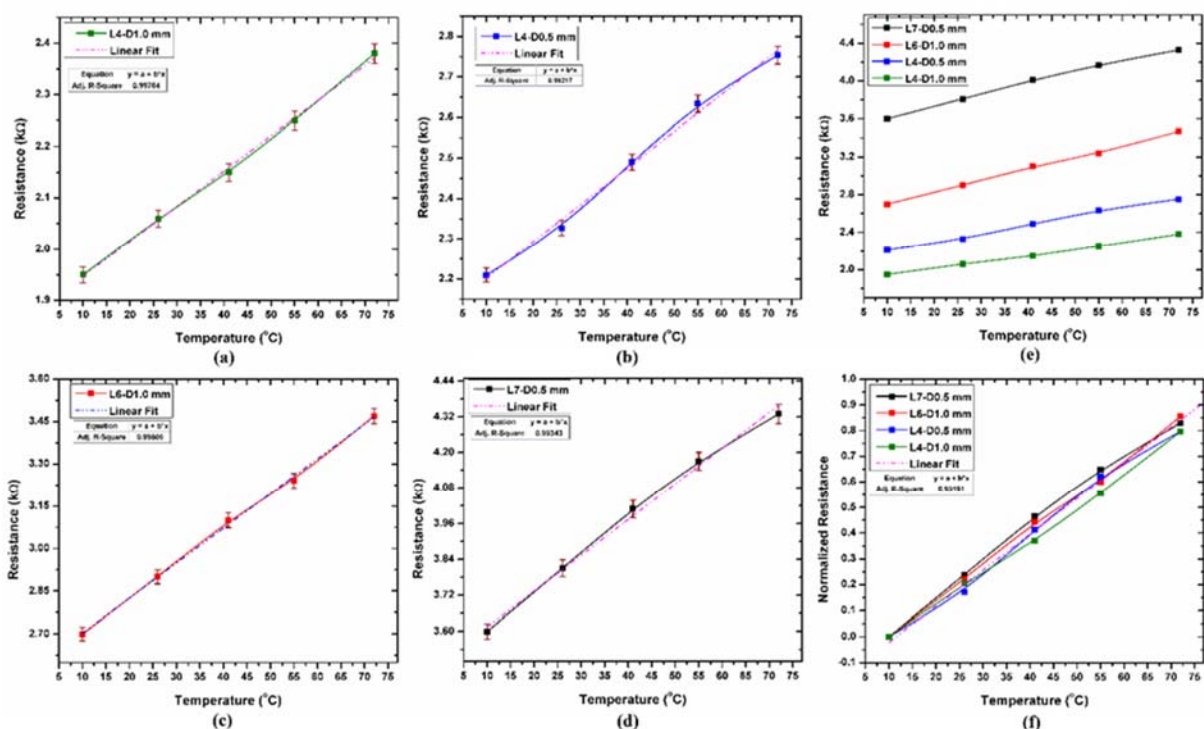 L4-D1.0 mm
Linear Fit
Equation y = a + b*x
Adj. R-Square
2.4
2.3
2.2
2.1
2.0
1.9
Resistance (kΩ)
5 10 15 20 25 30 35 40 45 50 55 60 65 70 75
Temperature (°C)
(a)
L4-D0.5 mm
Linear Fit
Equation y = a + b*x
Adj. R-Square
2.8
2.7
2.6
2.5
2.4
2.3
2.2
Resistance (kΩ)
5 10 15 20 25 30 35 40 45 50 55 60 65 70 75
Temperature (°C)
(b)
L7-D0.5 mm
L6-D1.0 mm
L4-D0.5 mm
L4-D1.0 mm
4.4
4.0
3.6
3.2
2.8
2.4
2.0
Resistance (kΩ)
5 10 15 20 25 30 35 40 45 50 55 60 65 70 75
Temperature (°C)
(e)
L6-D1.0 mm
Linear Fit
Equation y = a + b*x
Adj. R-Square
3.60
3.45
3.30
3.15
3.00
2.85
2.70
Resistance (kΩ)
5 10 15 20 25 30 35 40 45 50 55 60 65 70 75
Temperature (°C)
(c)
L7-D0.5 mm
Linear Fit
Equation y = a + b*x
Adj. R-Square 0.99343
4.44
4.32
4.20
4.08
3.96
3.84
3.72
3.60
Resistance (kΩ)
5 10 15 20 25 30 35 40 45 50 55 60 65 70 75
Temperature (°C)
(d)
L7-D0.5 mm
L6-D1.0 mm
L4-D0.5 mm
L4-D1.0 mm
Linear Fit
Equation y = a + b*x
Adj. R-Square
1.0
0.9
0.8
0.7
0.6
0.5
0.4
0.3
0.2
0.1
0.0
-0.1
Normalized Resistance
5 10 15 20 25 30 35 40 45 50 55 60 65 70 75
Temperature (°C)
(f)